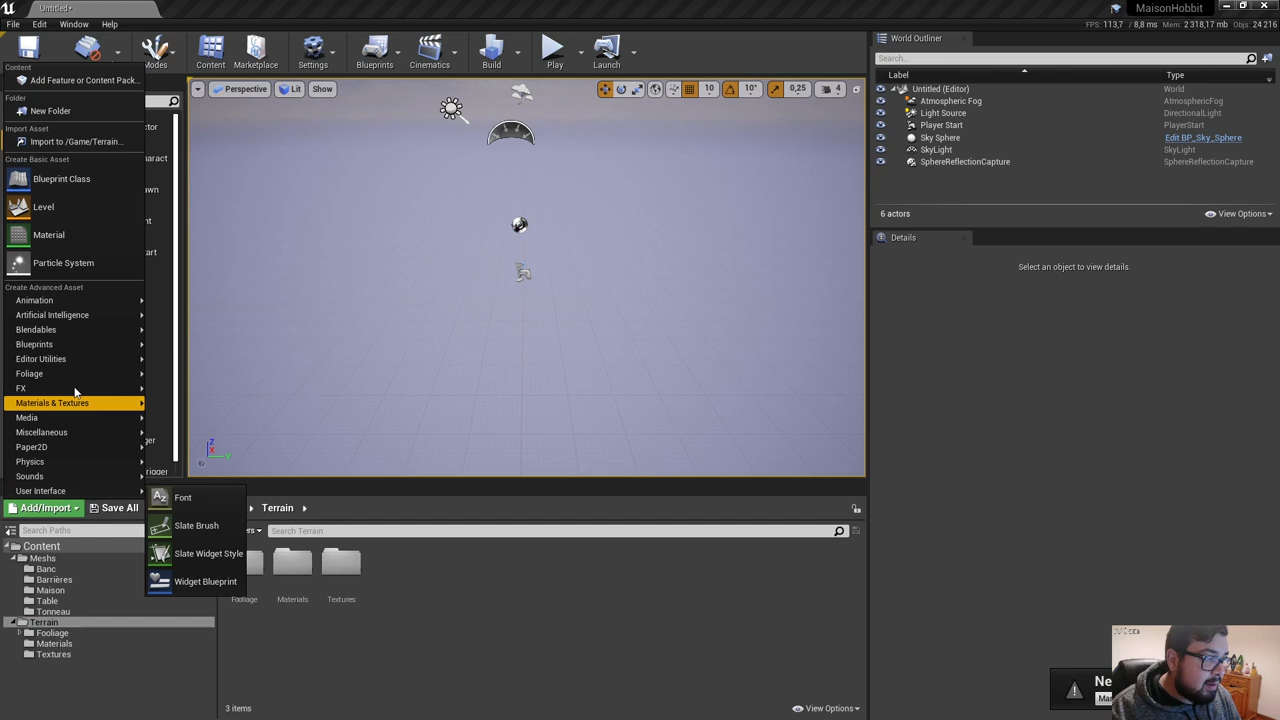 Untitled*
MaisonHobbit
File Edit Window Help
FPS: 113,7 / 8,8 ms Mem: 2 318,17 mb Objs: 24 216
Modes Content Marketplace Settings Blueprints Cinematics Build Play Launch
World Outliner
Search...
Label Type
Untitled (Editor) World
Atmospheric Fog AtmosphericFog
Light Source DirectionalLight
Player Start PlayerStart
Sky Sphere Edit BP_Sky_Sphere
SkyLight SkyLight
SphereReflectionCapture SphereReflectionCapture
6 actors View Options
Details
Select an object to view details.
Perspective Lit Show
10 10° 0,25 4
Content
Add Feature or Content Pack...
Folder
New Folder
Import Asset
Import to /Game/Terrain...
Create Basic Asset
Blueprint Class
Level
Material
Particle System
Create Advanced Asset
Animation
Artificial Intelligence
Blendables
Blueprints
Editor Utilities
Foliage
FX
Materials & Textures
Media
Miscellaneous
Paper2D
Physics
Sounds
User Interface
Font
Slate Brush
Slate Widget Style
Widget Blueprint
Z
X
Y
Add/Import Save All Terrain
Search Paths
Search Terrain
Content
Meshs
Banc
Barrières
Maison
Table
Tonneau
Terrain
Fooliage
Materials
Textures
Fooliage Materials Textures
3 items View Options